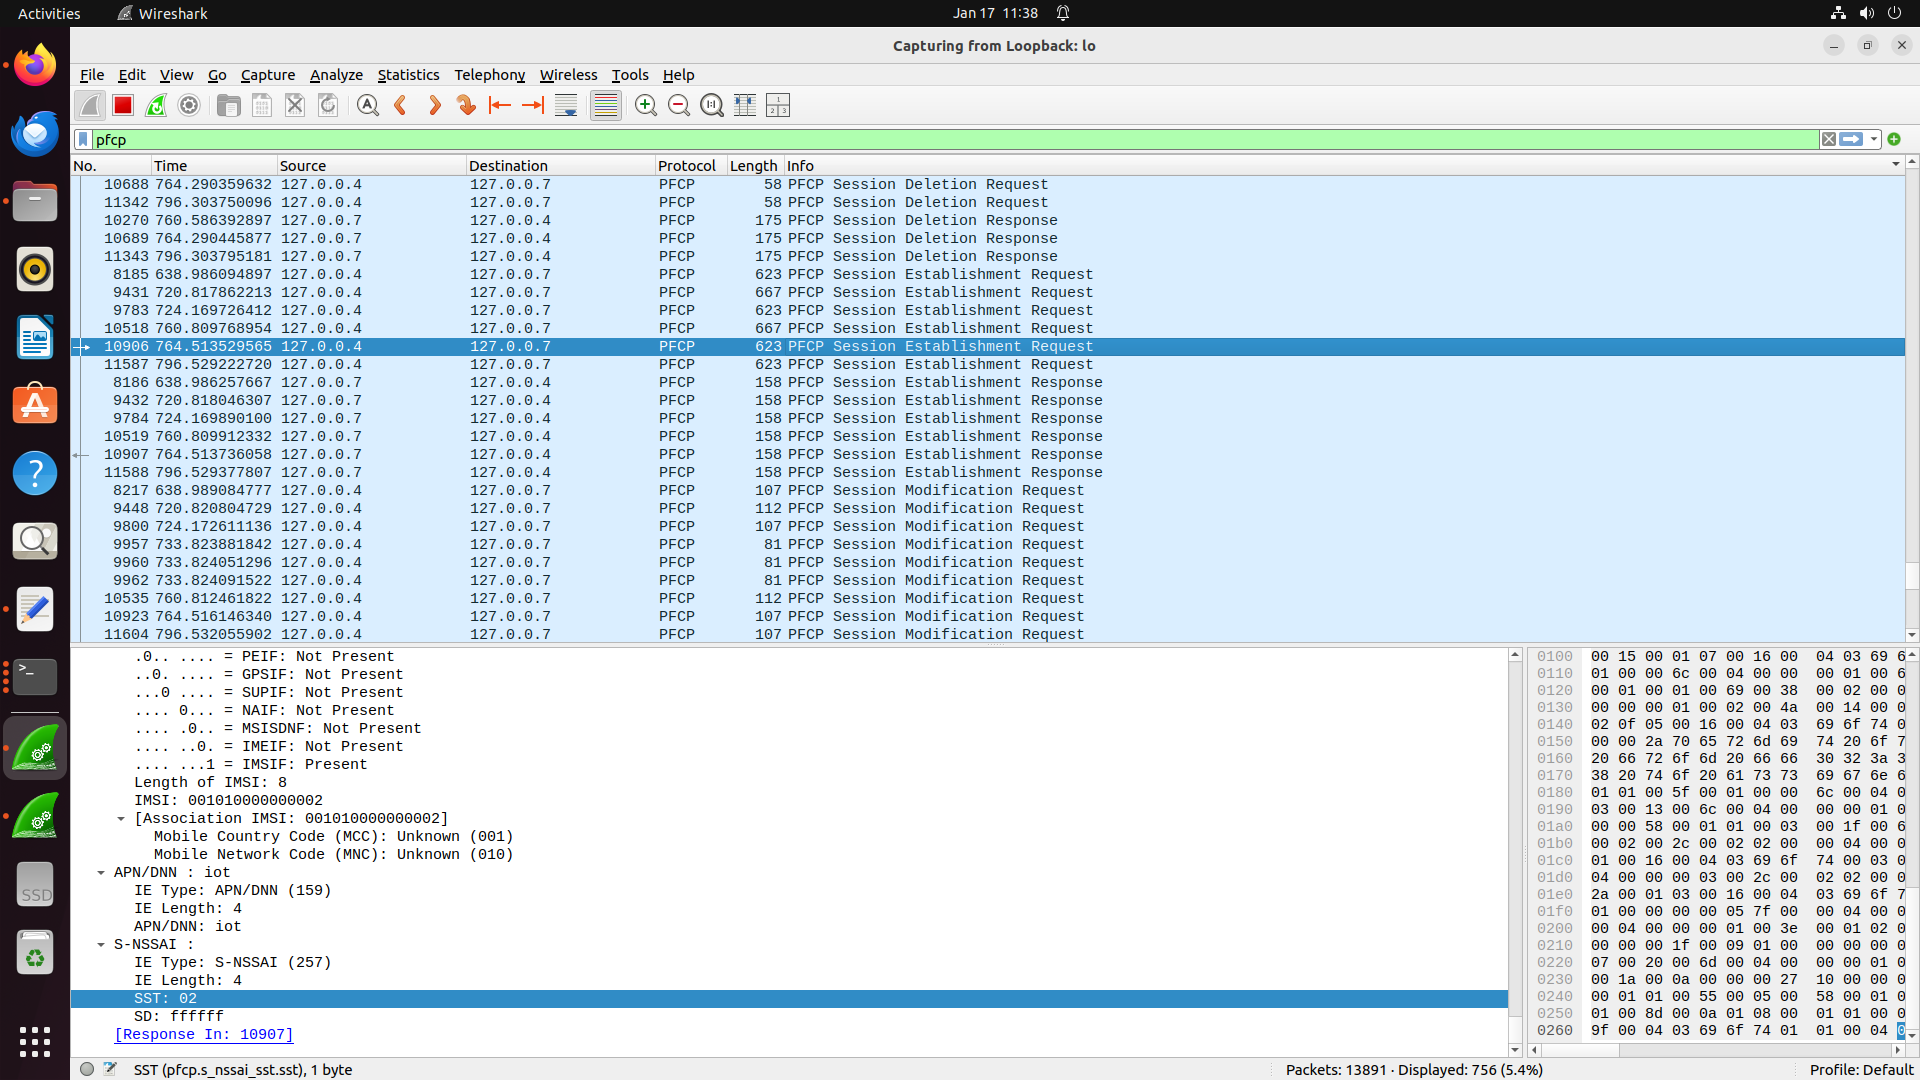 Activities Wireshark Jan 17 11:38
Capturing from Loopback: lo
File Edit View Go Capture Analyze Statistics Telephony Wireless Tools Help
pfcp
No. Time Source Destination Protocol Length Info
10688 764.290359632 127.0.0.4 127.0.0.7 PFCP 58 PFCP Session Deletion Request
11342 796.303750096 127.0.0.4 127.0.0.7 PFCP 58 PFCP Session Deletion Request
10270 760.586392897 127.0.0.7 127.0.0.4 PFCP 175 PFCP Session Deletion Response
10689 764.290445877 127.0.0.7 127.0.0.4 PFCP 175 PFCP Session Deletion Response
11343 796.303795181 127.0.0.7 127.0.0.4 PFCP 175 PFCP Session Deletion Response
8185 638.986094897 127.0.0.4 127.0.0.7 PFCP 623 PFCP Session Establishment Request
9431 720.817862213 127.0.0.4 127.0.0.7 PFCP 667 PFCP Session Establishment Request
9783 724.169726412 127.0.0.4 127.0.0.7 PFCP 623 PFCP Session Establishment Request
10518 760.809768954 127.0.0.4 127.0.0.7 PFCP 667 PFCP Session Establishment Request
10906 764.513529565 127.0.0.4 127.0.0.7 PFCP 623 PFCP Session Establishment Request
11587 796.529222720 127.0.0.4 127.0.0.7 PFCP 623 PFCP Session Establishment Request
8186 638.986257667 127.0.0.7 127.0.0.4 PFCP 158 PFCP Session Establishment Response
9432 720.818046307 127.0.0.7 127.0.0.4 PFCP 158 PFCP Session Establishment Response
9784 724.169890100 127.0.0.7 127.0.0.4 PFCP 158 PFCP Session Establishment Response
10519 760.809912332 127.0.0.7 127.0.0.4 PFCP 158 PFCP Session Establishment Response
10907 764.513736058 127.0.0.7 127.0.0.4 PFCP 158 PFCP Session Establishment Response
11588 796.529377807 127.0.0.7 127.0.0.4 PFCP 158 PFCP Session Establishment Response
8217 638.989084777 127.0.0.4 127.0.0.7 PFCP 107 PFCP Session Modification Request
9448 720.820804729 127.0.0.4 127.0.0.7 PFCP 112 PFCP Session Modification Request
9800 724.172611136 127.0.0.4 127.0.0.7 PFCP 107 PFCP Session Modification Request
9957 733.823881842 127.0.0.4 127.0.0.7 PFCP 81 PFCP Session Modification Request
9960 733.824051296 127.0.0.4 127.0.0.7 PFCP 81 PFCP Session Modification Request
9962 733.824091522 127.0.0.4 127.0.0.7 PFCP 81 PFCP Session Modification Request
10535 760.812461822 127.0.0.4 127.0.0.7 PFCP 112 PFCP Session Modification Request
10923 764.516146340 127.0.0.4 127.0.0.7 PFCP 107 PFCP Session Modification Request
11604 796.532055902 127.0.0.4 127.0.0.7 PFCP 107 PFCP Session Modification Request
.0.. .... = PEIF: Not Present
..0. .... = GPSIF: Not Present
...0 .... = SUPIF: Not Present
.... 0... = NAIF: Not Present
.... .0.. = MSISDNF: Not Present
.... ..0. = IMEIF: Not Present
.... ...1 = IMSIF: Present
Length of IMSI: 8
IMSI: 001010000000002
[Association IMSI: 001010000000002]
Mobile Country Code (MCC): Unknown (001)
Mobile Network Code (MNC): Unknown (010)
APN/DNN : iot
IE Type: APN/DNN (159)
IE Length: 4
APN/DNN: iot
S-NSSAI :
IE Type: S-NSSAI (257)
IE Length: 4
SST: 02
SD: ffffff
[Response In: 10907]
0100 00 15 00 01 07 00 16 00 04 03 69 6
0110 01 00 00 6c 00 04 00 00 00 01 00 6
0120 00 01 00 01 00 69 00 38 00 02 00 0
0130 00 00 00 01 00 02 00 4a 00 14 00 0
0140 02 0f 05 00 16 00 04 03 69 6f 74 0
0150 00 00 2a 70 65 72 6d 69 74 20 6f 7
0160 20 66 72 6f 6d 20 66 66 30 32 3a 3
0170 38 20 74 6f 20 61 73 73 69 67 6e 6
0180 01 01 00 5f 00 01 00 00 6c 00 04 0
0190 03 00 13 00 6c 00 04 00 00 00 01 0
01a0 00 00 58 00 01 01 00 03 00 1f 00 6
01b0 00 02 00 2c 00 02 02 00 00 04 00 0
01c0 01 00 16 00 04 03 69 6f 74 00 03 0
01d0 04 00 00 00 03 00 2c 00 02 02 00 0
01e0 2a 00 01 03 00 16 00 04 03 69 6f 7
01f0 01 00 00 00 00 05 7f 00 00 04 00 0
0200 00 04 00 00 00 01 00 3e 00 01 02 0
0210 00 00 00 1f 00 09 01 00 00 00 00 0
0220 07 00 20 00 6d 00 04 00 00 00 01 0
0230 00 1a 00 0a 00 00 00 27 10 00 00 0
0240 00 01 01 00 55 00 05 00 58 00 01 0
0250 01 00 8d 00 0a 01 08 00 01 01 00 0
0260 9f 00 04 03 69 6f 74 01 01 00 04 0
SSD
SST (pfcp.s_nssai_sst.sst), 1 byte Packets: 13891 · Displayed: 756 (5.4%) Profile: Default